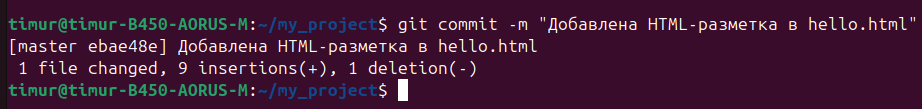 timur@timur-B450-AORUS-M:~/my_project$ git commit -m "Добавлена HTML-разметка в hello.html"
[master ebae48e] Добавлена HTML-разметка в hello.html
 1 file changed, 9 insertions(+), 1 deletion(-)
timur@timur-B450-AORUS-M:~/my_project$